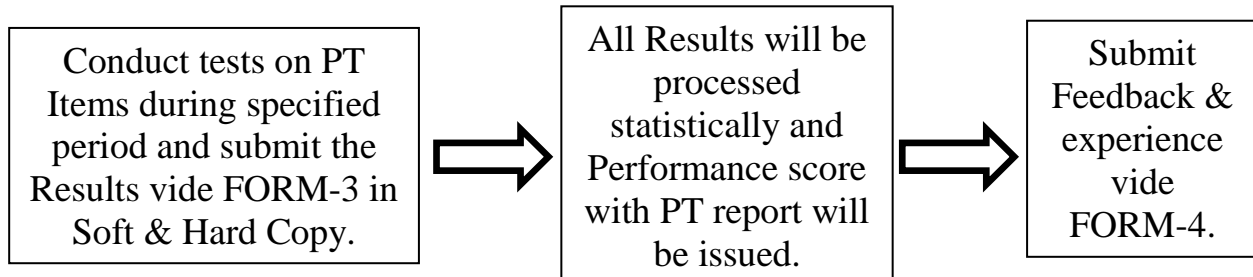 Conduct tests on PT
Items during specified
period and submit the
Results vide FORM-3 in
Soft & Hard Copy.
All Results will be
processed
statistically and
Performance score
with PT report will
be issued.
Submit
Feedback &
experience
vide
FORM-4.